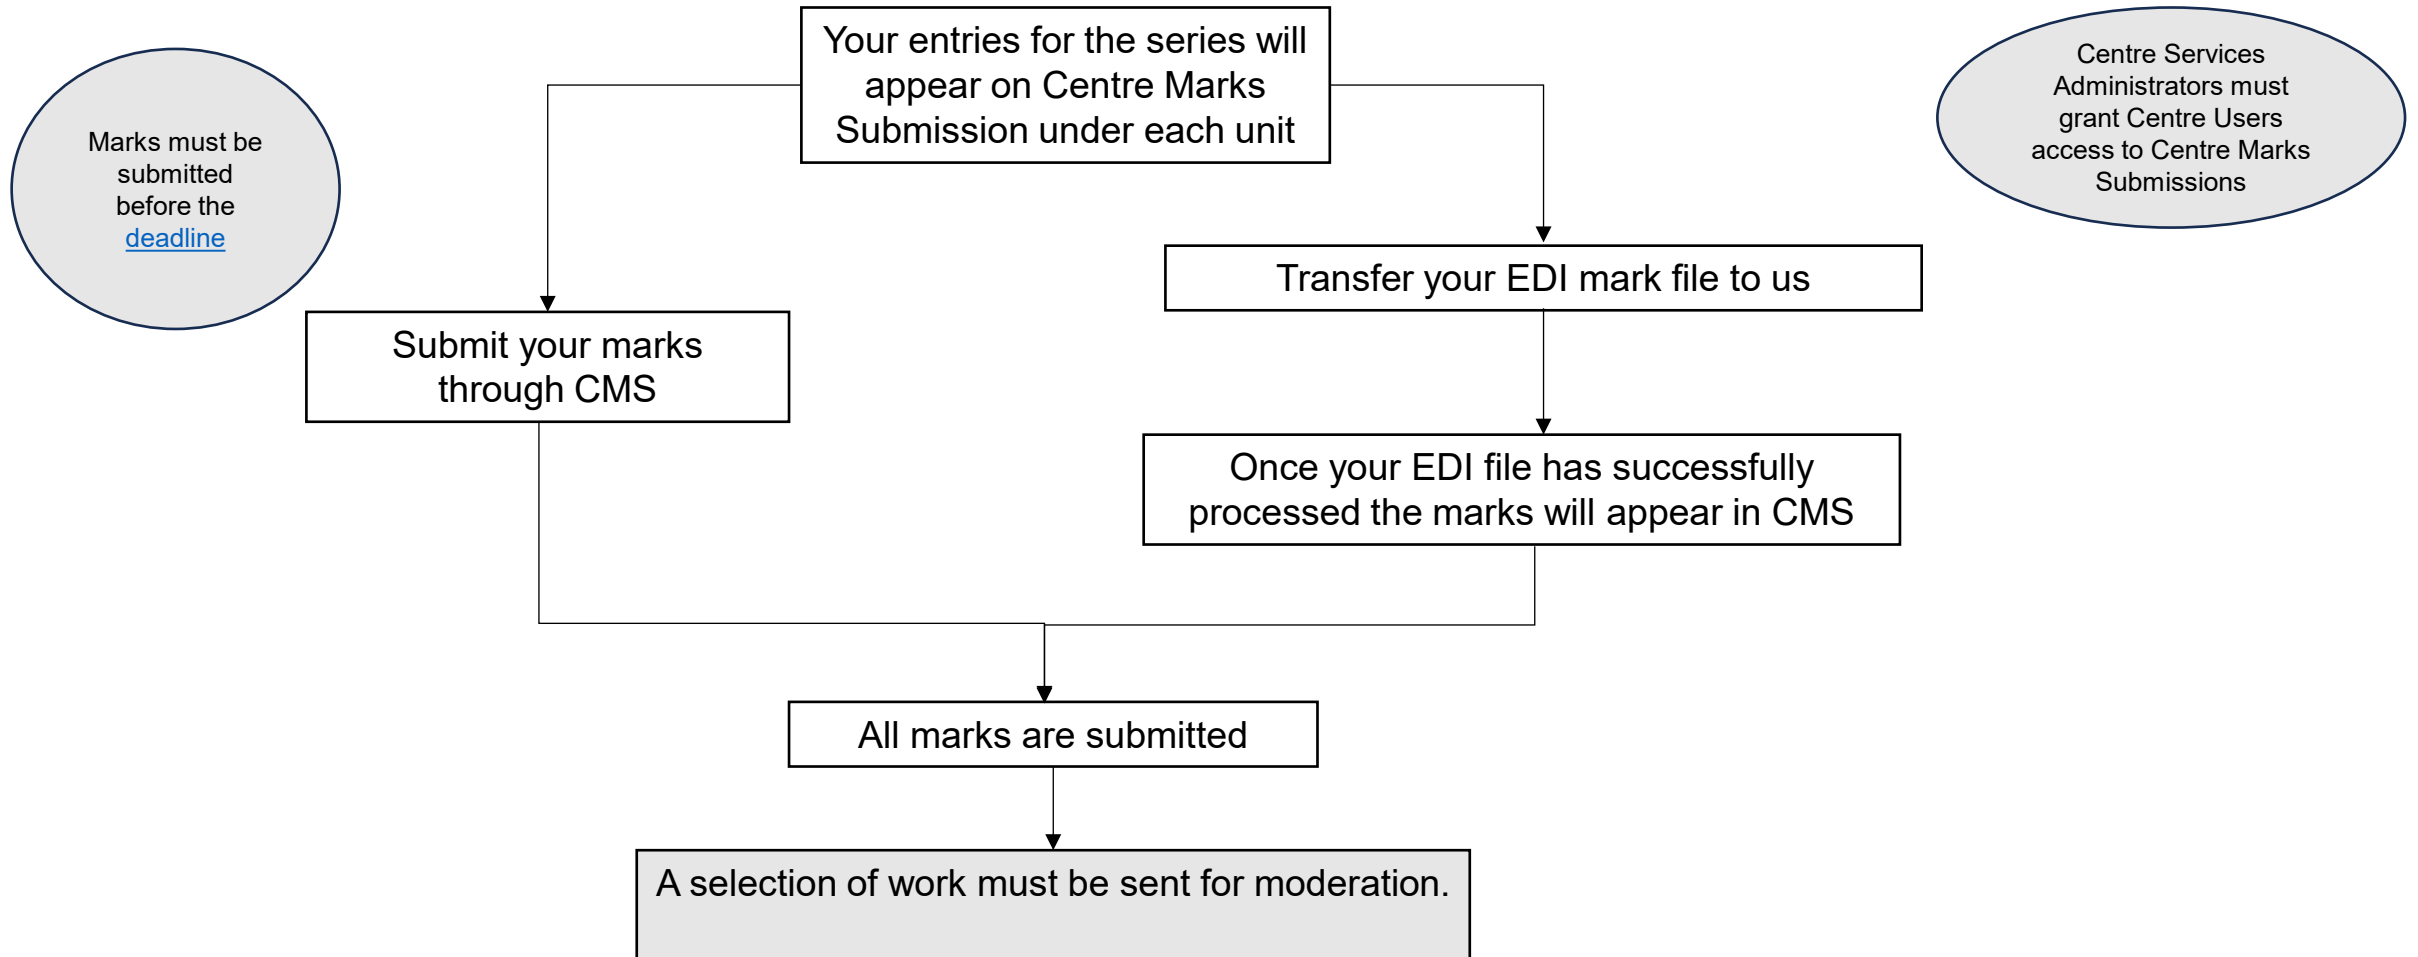 Your entries for the series will
appear on Centre Marks
Submission under each unit
Centre Services
Administrators must
grant Centre Users
access to Centre Marks
Submissions
Marks must be
submitted
before the
deadline
Transfer your EDI mark file to us
Submit your marks
through CMS
Once your EDI file has successfully
processed the marks will appear in CMS
All marks are submitted
A selection of work must be sent for moderation.